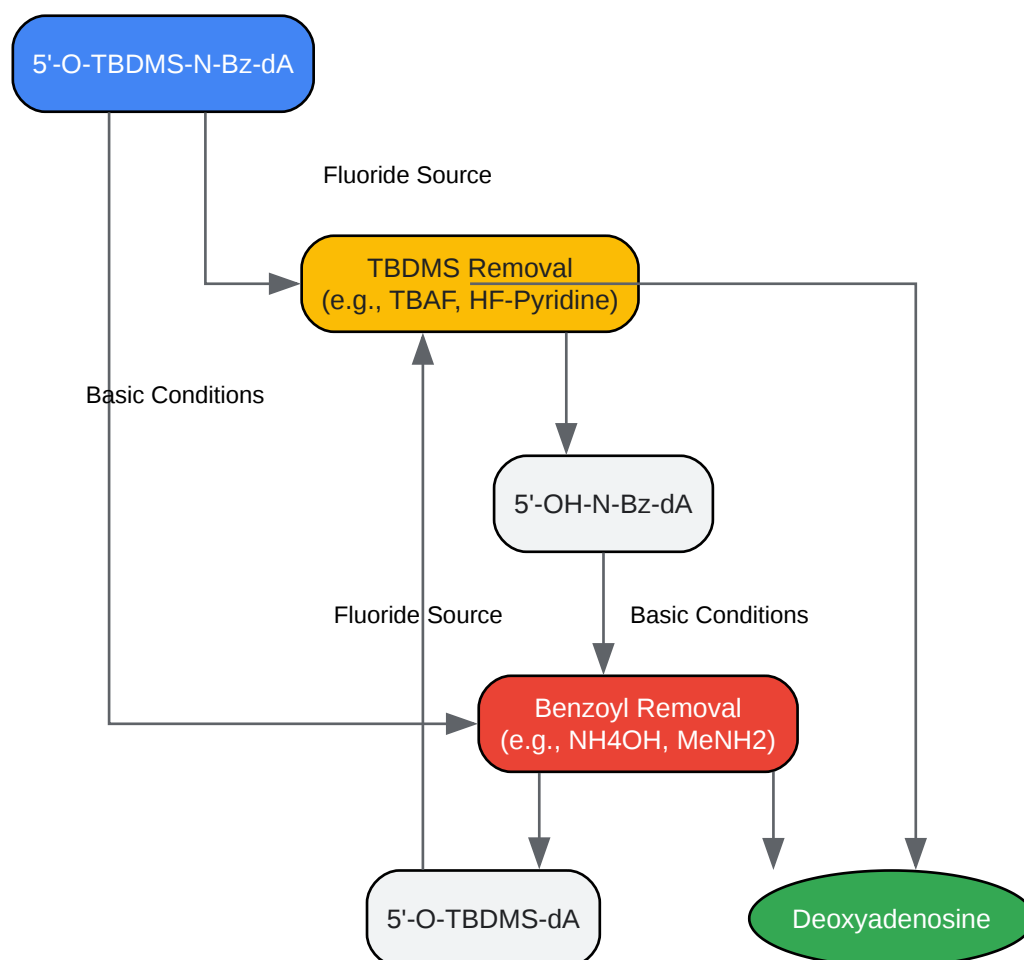 5'-O-TBDMS-N-Bz-dA
Fluoride Source
TBDMS Removal
(e.g., TBAF, HF-Pyridine)
Basic Conditions
5'-OH-N-Bz-dA
Fluoride Source
Basic Conditions
Benzoyl Removal
(e.g., NH4OH, MeNH2)
5'-O-TBDMS-dA
Deoxyadenosine